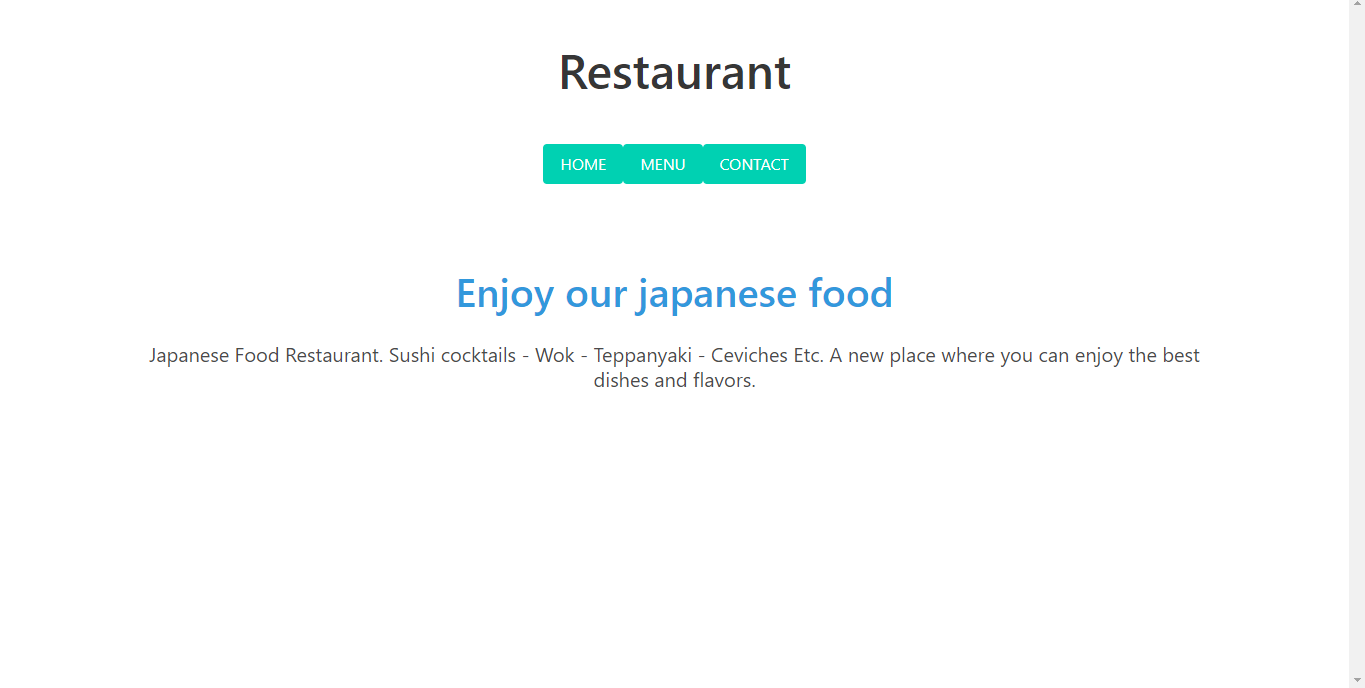 Restaurant
HOME MENU CONTACT
Enjoy our japanese food
Japanese Food Restaurant. Sushi cocktails - Wok - Teppanyaki - Ceviches Etc. A new place where you can enjoy the best
dishes and flavors.